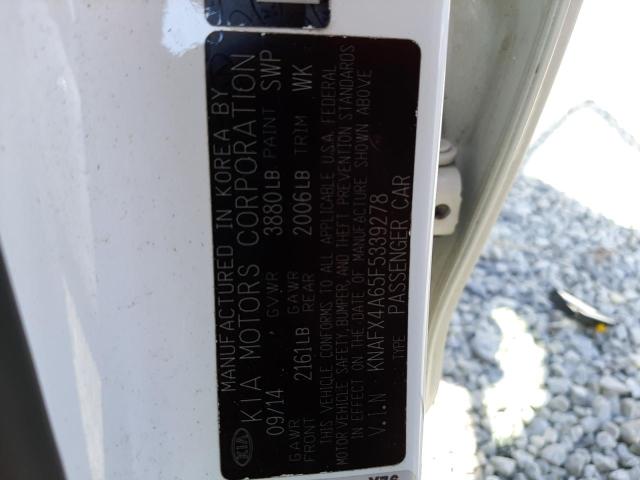 MANUFACTURED IN KOREA BY
KIA MOTORS CORPORATION
KIA
09/14 GVWR 3880LB PAINT SWP
GAWR FRONT 2161LB GAWR REAR 2006LB TRIM WK
THIS VEHICLE CONFORMS TO ALL APPLICABLE U.S.A. FEDERAL
MOTOR VEHICLE SAFETY, BUMPER, AND THEFT PREVENTION STANDARDS
IN EFFECT ON THE DATE OF MANUFACTURE SHOWN ABOVE
V.I.N: KNAFX4A65F5339278
TYPE: PASSENGER CAR